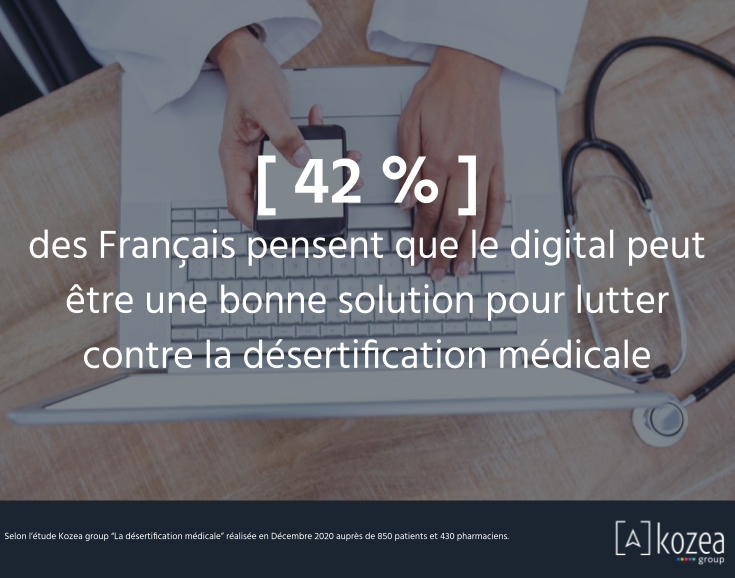 [ 42 % ]
des Français pensent que le digital peut
être une bonne solution pour lutter
contre la désertification médicale
Selon l'étude Kozea group "La désertification médicale" réalisée en Décembre 2020 auprès de 850 patients et 430 pharmaciens.
[A] kozea
group